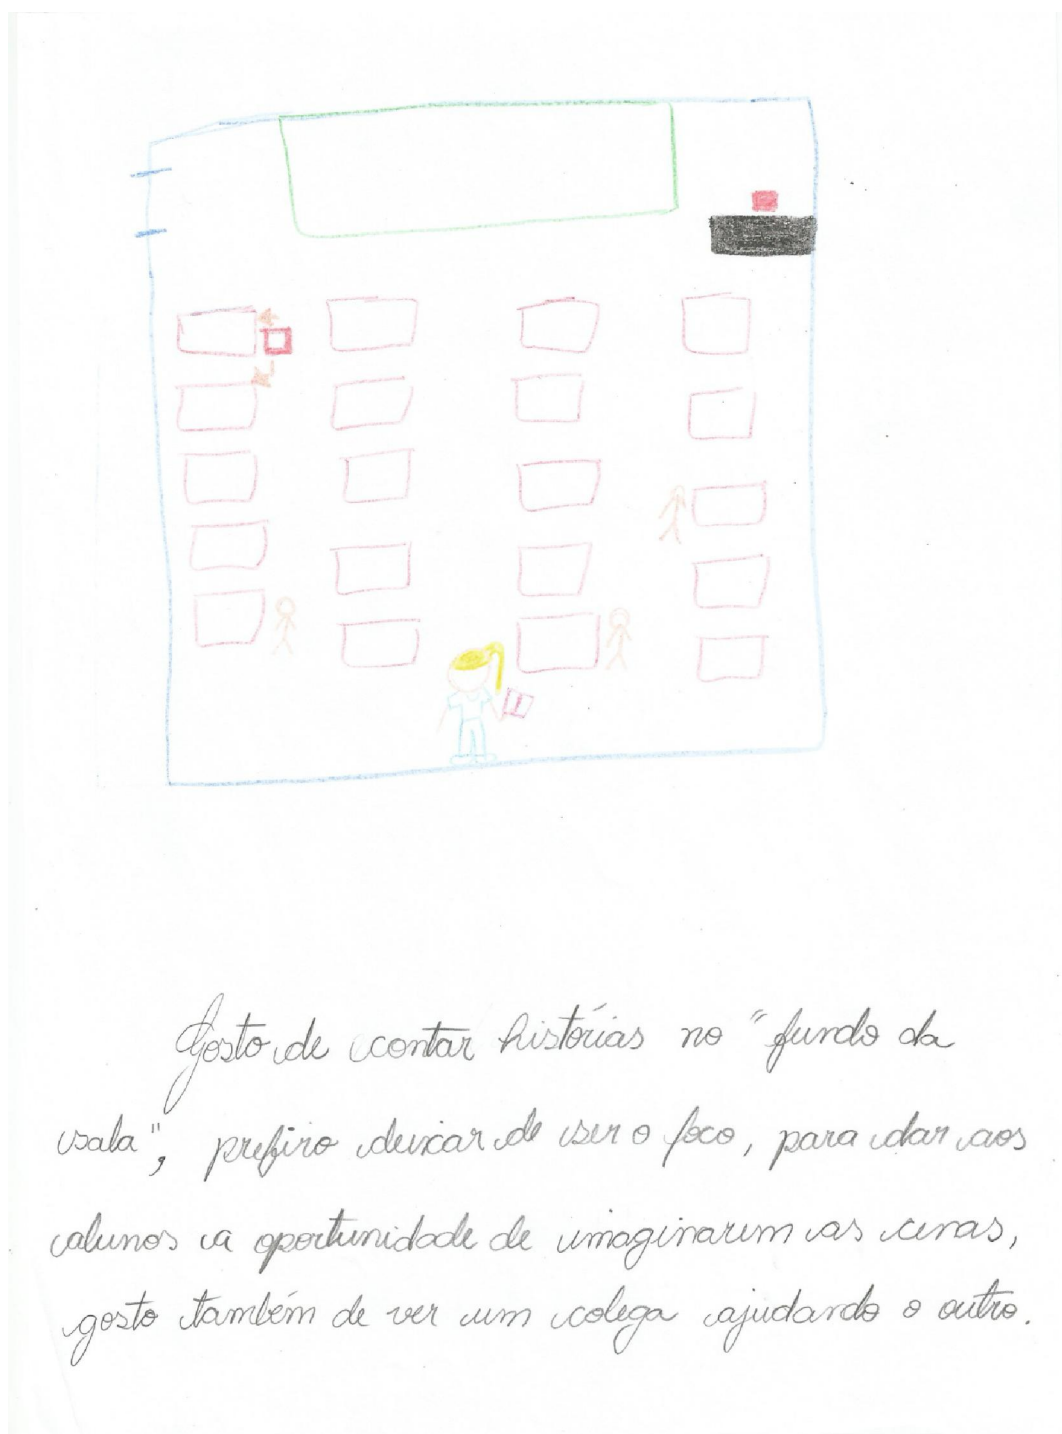 Gosto de contar histórias no "fundo da
sala", prefiro deixar de ser o foco, para dar aos
alunos a oportunidade de imaginarem as cenas,
gosto também de ver um colega ajudando o outro.